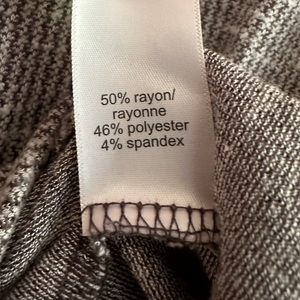 50% rayon/
rayonne
46% polyester
4% spandex